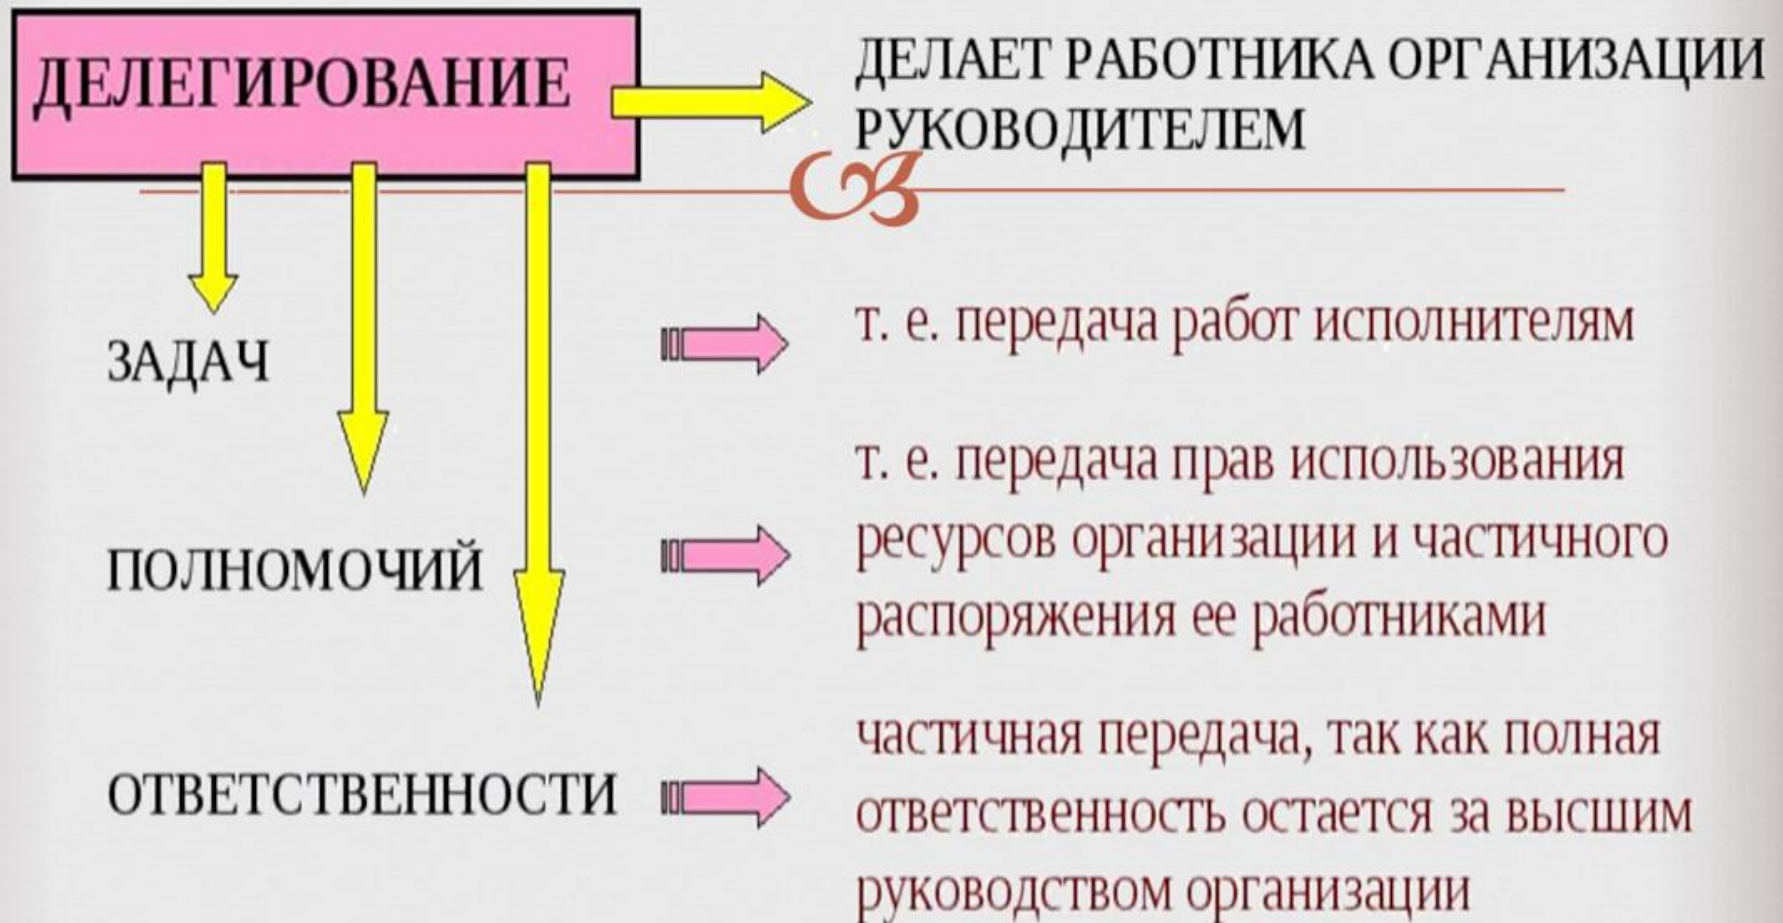 ДЕЛЕГИРОВАНИЕ
ДЕЛАЕТ РАБОТНИКА ОРГАНИЗАЦИИ
РУКОВОДИТЕЛЕМ
ЗАДАЧ
т. е. передача работ исполнителям
ПОЛНОМОЧИЙ
т. е. передача прав использования
ресурсов организации и частичного
распоряжения ее работниками
ОТВЕТСТВЕННОСТИ
частичная передача, так как полная
ответственность остается за высшим
руководством организации